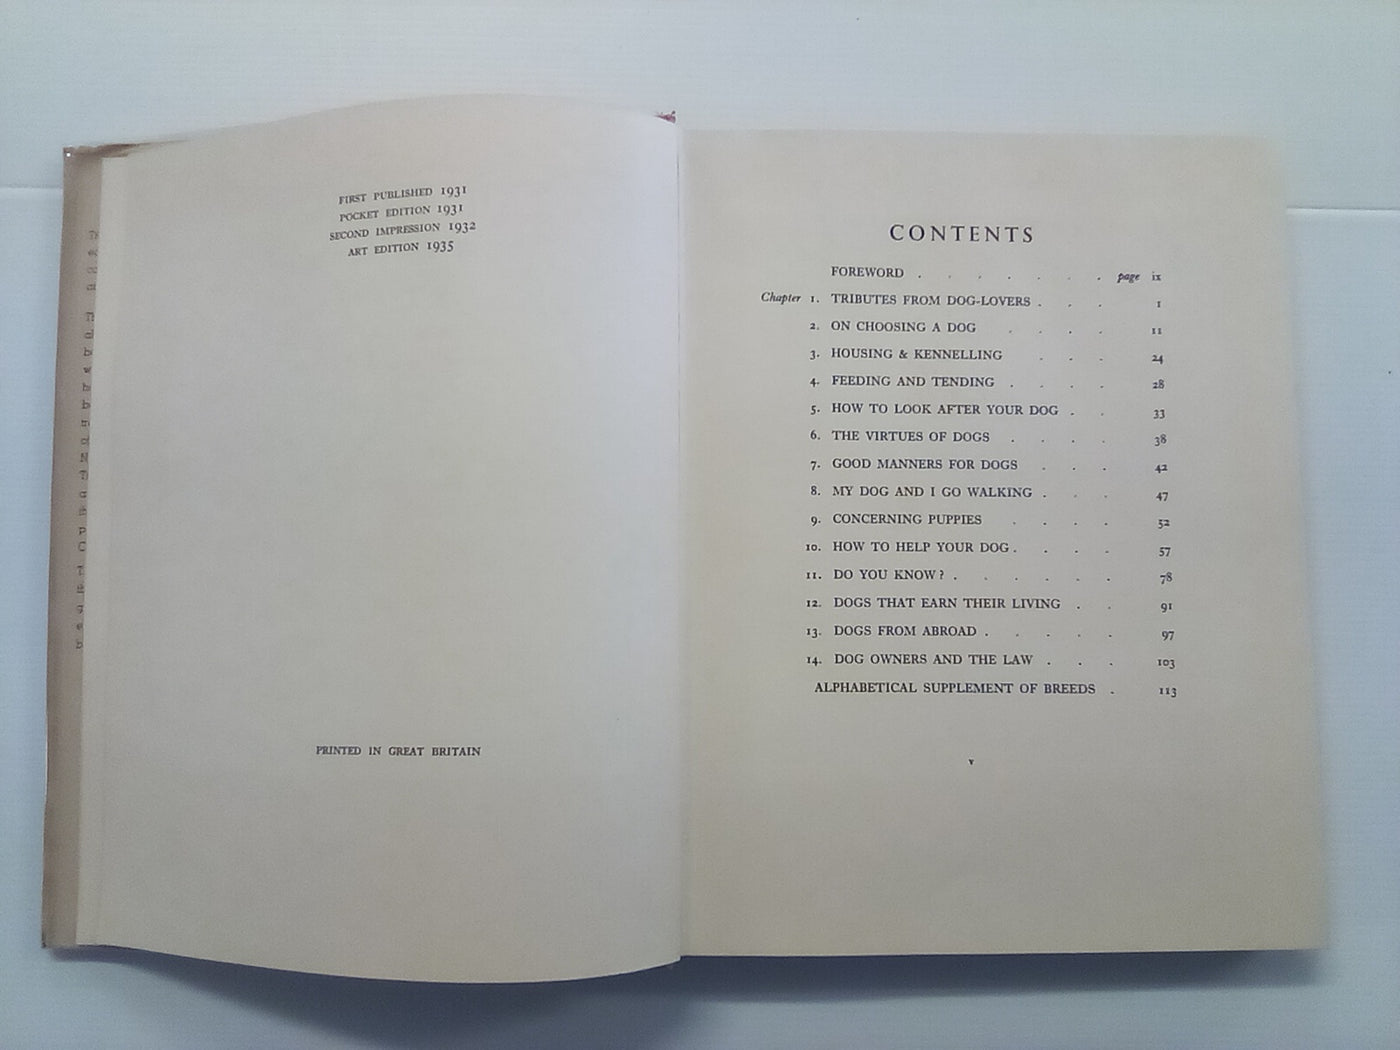 FIRST PUBLISHED 1931
POCKET EDITION 1931
SECOND IMPRESSION 1932
ART EDITION 1935
PRINTED IN GREAT BRITAIN
CONTENTS
FOREWORD . . . . . . . page ix
Chapter 1. TRIBUTES FROM DOG-LOVERS . . . 1
2. ON CHOOSING A DOG . . . . 11
3. HOUSING & KENNELLING . . . 24
4. FEEDING AND TENDING . . . . 28
5. HOW TO LOOK AFTER YOUR DOG . . 33
6. THE VIRTUES OF DOGS . . . . 38
7. GOOD MANNERS FOR DOGS . . . 42
8. MY DOG AND I GO WALKING . . . 47
9. CONCERNING PUPPIES . . . . 52
10. HOW TO HELP YOUR DOG . . . . 57
11. DO YOU KNOW? . . . . . . 78
12. DOGS THAT EARN THEIR LIVING . . 91
13. DOGS FROM ABROAD . . . . . 97
14. DOG OWNERS AND THE LAW . . . 103
ALPHABETICAL SUPPLEMENT OF BREEDS . 113
v